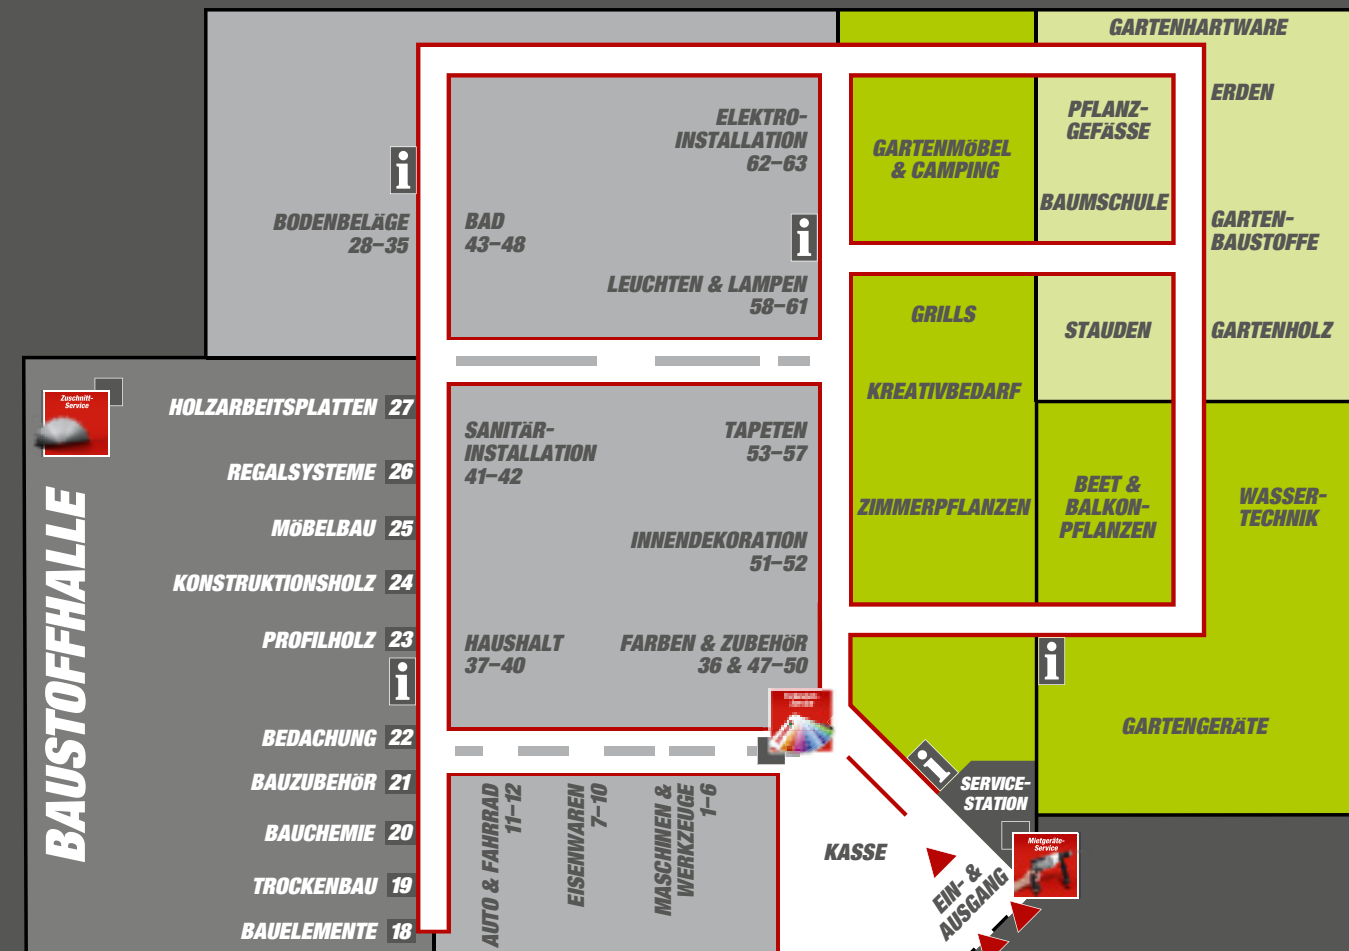 GARTENHARTWARE
ERDEN
ELEKTRO-
INSTALLATION
62–63
PFLANZ-
GEFÄSSE
GARTENMÖBEL
& CAMPING
BAUMSCHULE
i
BODENBELÄGE
28–35
BAD
43–48
i
LEUCHTEN & LAMPEN
58–61
GARTEN-
BAUSTOFFE
GRILLS
STAUDEN
GARTENHOLZ
KREATIVBEDARF
ZIMMERPFLANZEN
BEET &
BALKON-
PFLANZEN
WASSER-
TECHNIK
Zuschnitt-
Service
BAUSTOFFHALLE
HOLZARBEITSPLATTEN 27
REGALSYSTEME 26
MÖBELBAU 25
KONSTRUKTIONSHOLZ 24
PROFILHOLZ 23
i
BEDACHUNG 22
BAUZUBEHÖR 21
BAUCHEMIE 20
TROCKENBAU 19
BAUELEMENTE 18
SANITÄR-
INSTALLATION
41–42
TAPETEN
53–57
INNENDEKORATION
51–52
HAUSHALT
37–40
FARBEN & ZUBEHÖR
36 & 47–50
i
GARTENGERÄTE
i
SERVICE-
STATION
AUTO & FAHRRAD
11–12
EISENWAREN
7–10
MASCHINEN &
WERKZEUGE
1–6
KASSE
EIN- &
AUSGANG
Mietgeräte-
Service